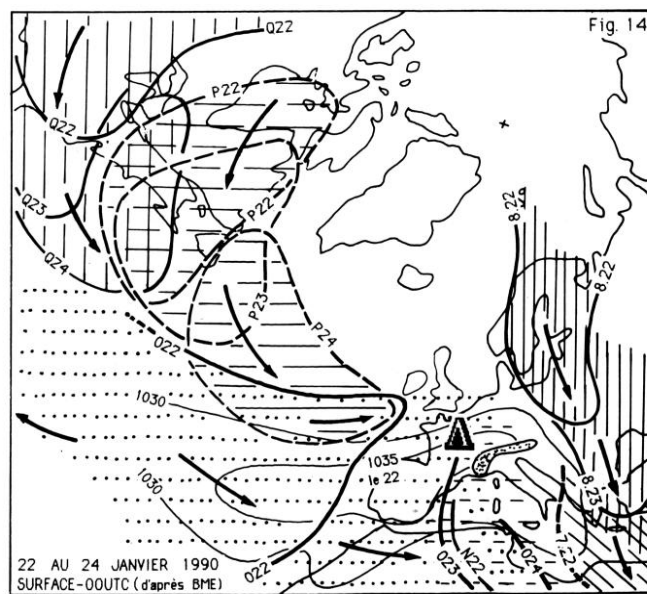 Fig. 14
Q22
P22
Q22
8.22
8.22
Q23
P22
Q24
P23
P24
O22
1030
1035
le 22
1030
8.23
7.22
O22
O23
N22
O24
22 AU 24 JANVIER 1990
SURFACE-00UTC (d'après BME)